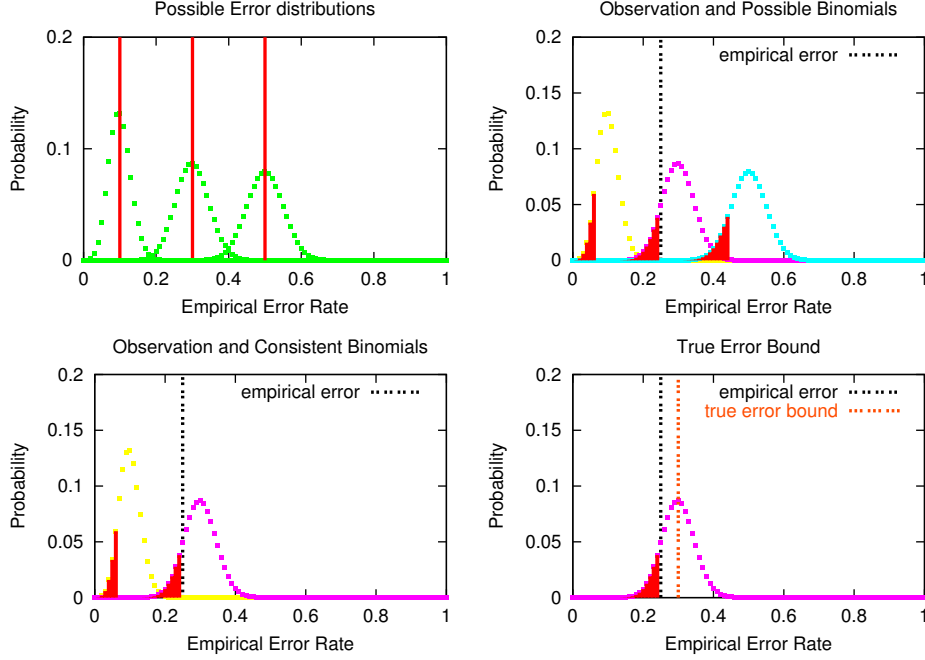 Possible Error distributions
0.2
0.15
0.1
0.05
0
Probability
0 0.2 0.4 0.6 0.8 1
Empirical Error Rate
Observation and Possible Binomials
empirical error
0.2
0.15
0.1
0.05
0
Probability
0 0.2 0.4 0.6 0.8 1
Empirical Error Rate
Observation and Consistent Binomials
empirical error
0.2
0.15
0.1
0.05
0
Probability
0 0.2 0.4 0.6 0.8 1
Empirical Error Rate
True Error Bound
empirical error
true error bound
0.2
0.15
0.1
0.05
0
Probability
0 0.2 0.4 0.6 0.8 1
Empirical Error Rate